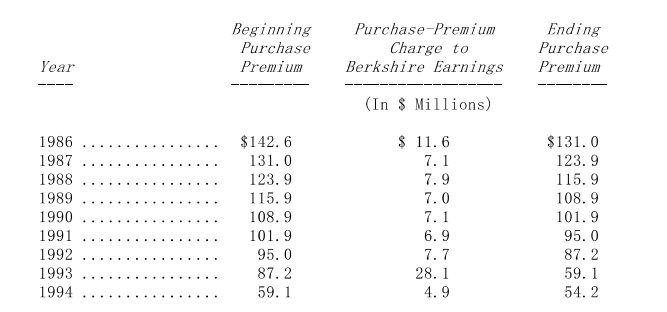 Beginning Purchase-Premium Ending
Purchase Charge to Purchase
Year Premium Berkshire Earnings Premium
---- --------- ------------------ --------
(In $ Millions)
1986 ................ $142.6 $ 11.6 $131.0
1987 ................ 131.0 7.1 123.9
1988 ................ 123.9 7.9 115.9
1989 ................ 115.9 7.0 108.9
1990 ................ 108.9 7.1 101.9
1991 ................ 101.9 6.9 95.0
1992 ................ 95.0 7.7 87.2
1993 ................ 87.2 28.1 59.1
1994 ................ 59.1 4.9 54.2